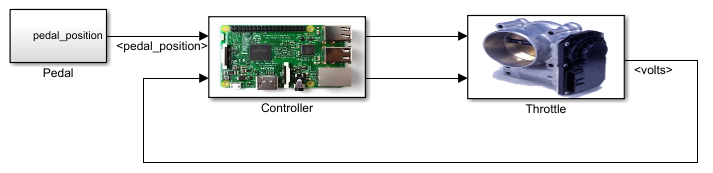 pedal_position
<pedal_position>
Pedal
Controller
Throttle
<volts>